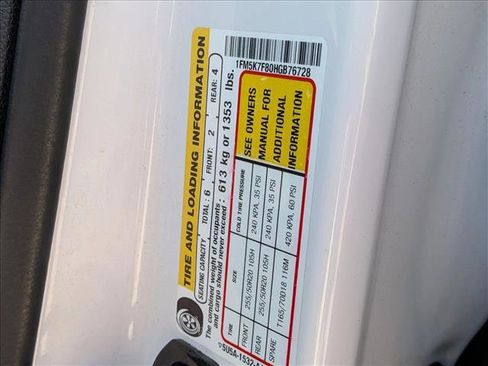 1FM5K7F80HGB76728
TIRE AND LOADING INFORMATION
SEATING CAPACITY TOTAL: 6 FRONT: 2 REAR: 4
The combined weight of occupants
and cargo should never exceed: 613 kg or 1353 lbs.
TIRE SIZE COLD TIRE PRESSURE
FRONT 255/50R20 105H 240 KPA, 35 PSI
REAR 255/50R20 105H 240 KPA, 35 PSI
SPARE T165/70D18 116M 420 KPA, 60 PSI
SEE OWNERS
MANUAL FOR
ADDITIONAL
INFORMATION
5U5A-1532-A